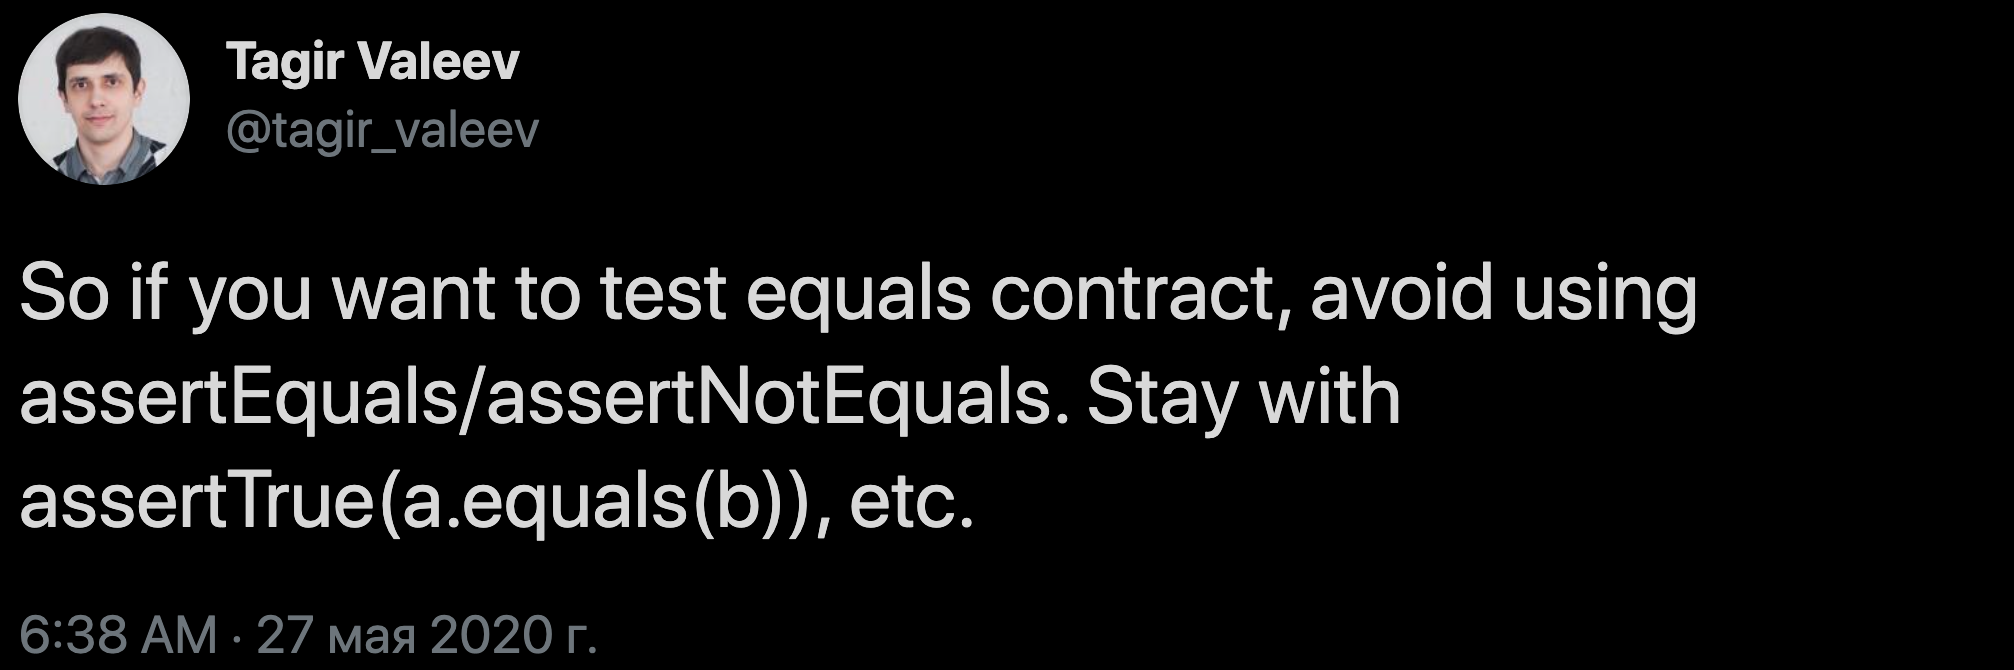 Tagir Valeev
@tagir_valeev
So if you want to test equals contract, avoid using
assertEquals/assertNotEquals. Stay with
assertTrue(a.equals(b)), etc.
6:38 AM · 27 мая 2020 г.